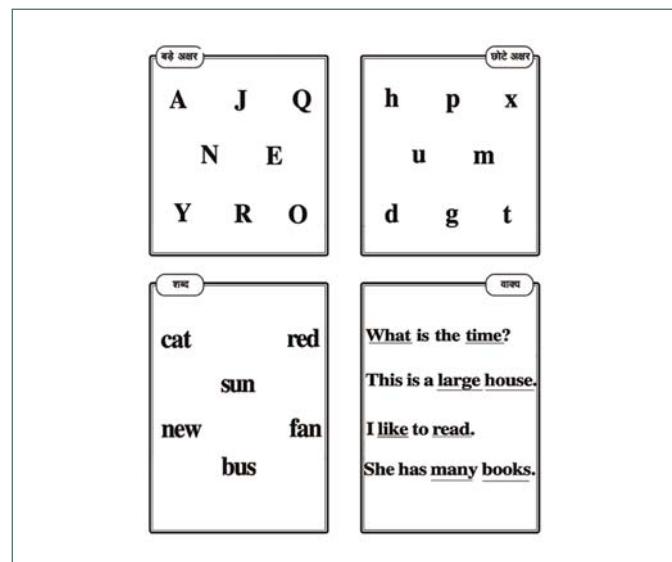 बड़े अक्षर
A J Q
N E
Y R O
छोटे अक्षर
h p x
u m
d g t
शब्द
cat red
sun
new fan
bus
वाक्य
What is the time?
This is a large house.
I like to read.
She has many books.